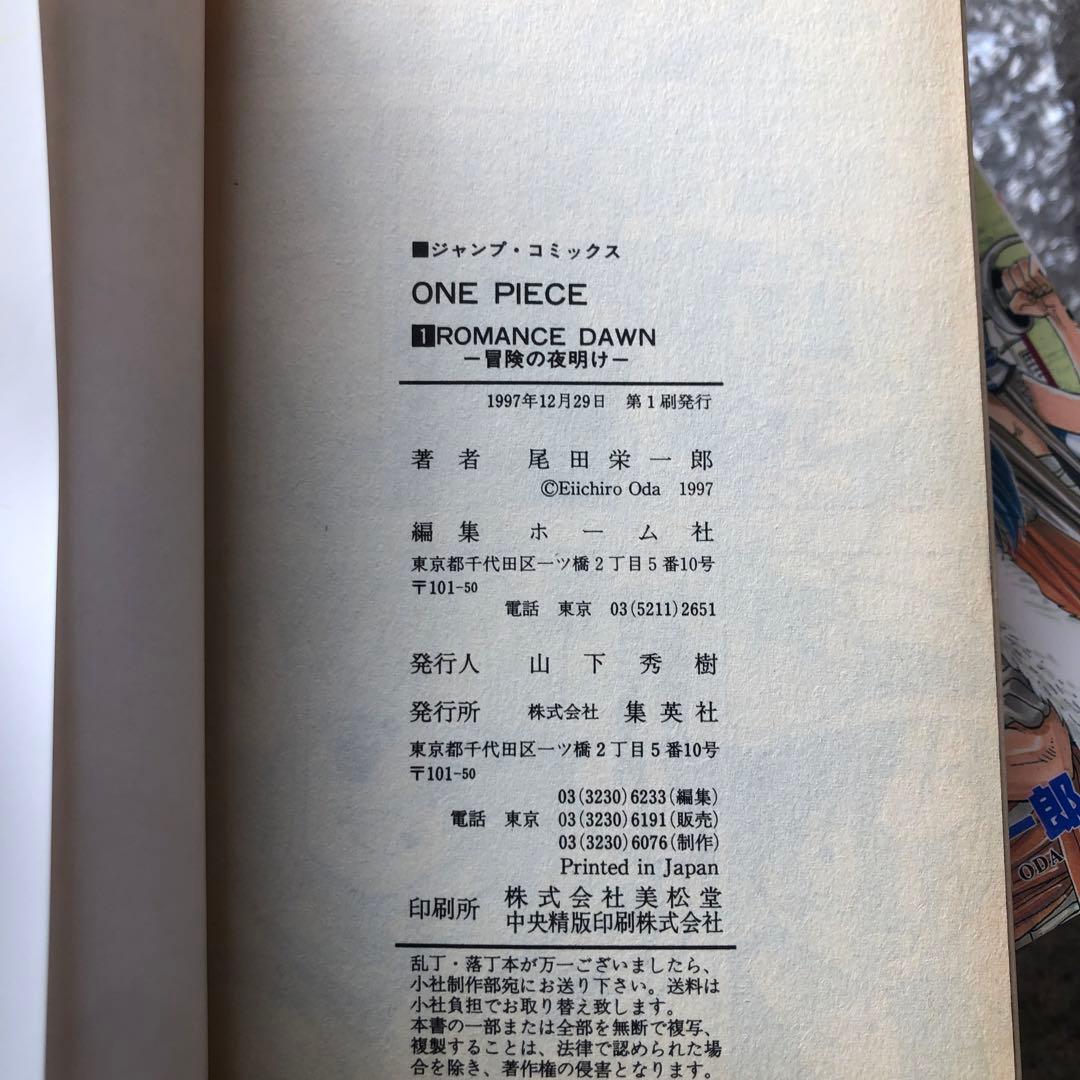 ■ジャンプ・コミックス
ONE PIECE
1 ROMANCE DAWN
―冒険の夜明け―
1997年12月29日　第1刷発行
著者　尾田栄一郎
©Eiichiro Oda 1997
編集　ホーム社
東京都千代田区一ツ橋2丁目5番10号
〒101-50
電話　東京　03(5211)2651
発行人　山下秀樹
発行所　株式会社　集英社
東京都千代田区一ツ橋2丁目5番10号
〒101-50
03(3230)6233(編集)
電話　東京　03(3230)6191(販売)
03(3230)6076(制作)
Printed in Japan
印刷所　株式会社美松堂
中央精版印刷株式会社
乱丁・落丁本が万一ございましたら、
小社制作部宛にお送り下さい。送料は
小社負担でお取り替え致します。
本書の一部または全部を無断で複写、
複製することは、法律で認められた場
合を除き、著作権の侵害となります。
一郎
ODA